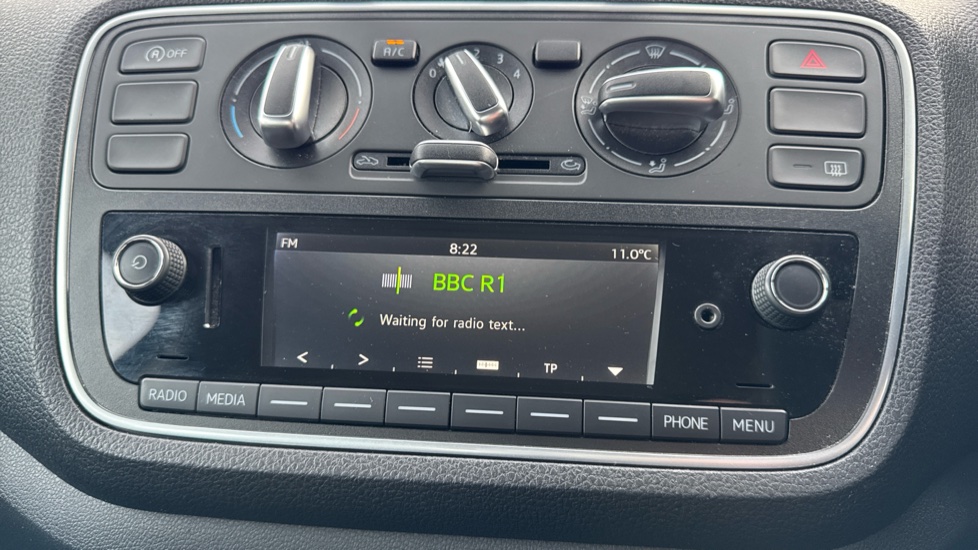 A OFF
A/C
0 2 3 4
FM 8:22 11.0°C
BBC R1
Waiting for radio text...
< > TP
RADIO MEDIA PHONE MENU